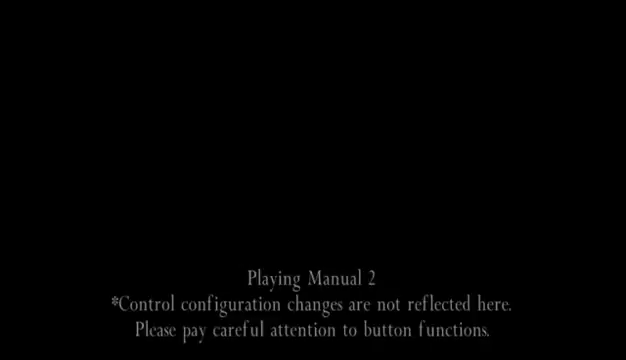 Playing Manual 2
*Control configuration changes are not reflected here.
Please pay careful attention to button functions.